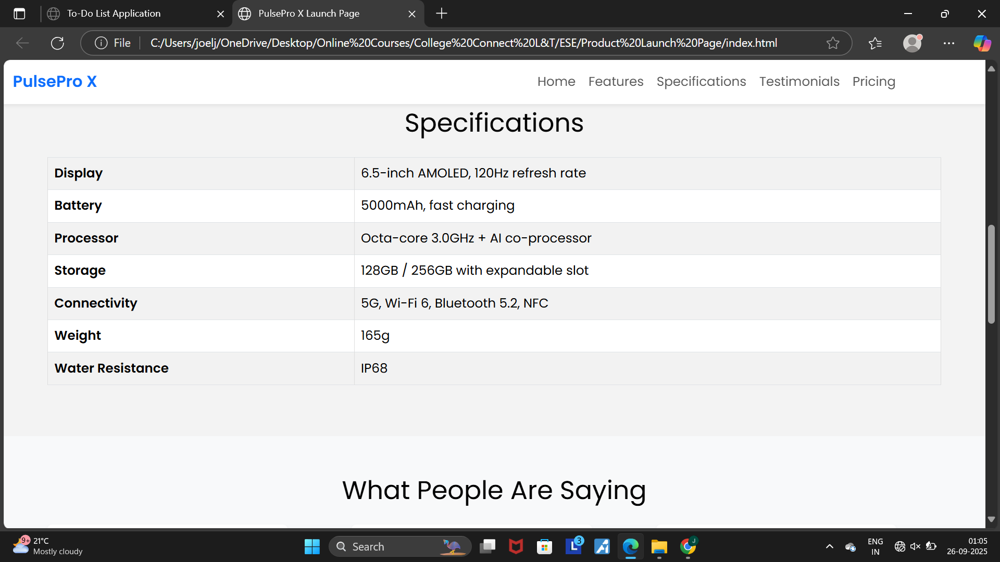 To-Do List Application
PulsePro X Launch Page
File
C:/Users/joelj/OneDrive/Desktop/Online%20Courses/College%20Connect%20L&T/ESE/Product%20Launch%20Page/index.html
PulsePro X
Home Features Specifications Testimonials Pricing
Specifications
Display 6.5-inch AMOLED, 120Hz refresh rate
Battery 5000mAh, fast charging
Processor Octa-core 3.0GHz + AI co-processor
Storage 128GB / 256GB with expandable slot
Connectivity 5G, Wi-Fi 6, Bluetooth 5.2, NFC
Weight 165g
Water Resistance IP68
What People Are Saying
9+
21°C
Mostly cloudy
Search
L 3
J
ENG
IN
01:05
26-09-2025